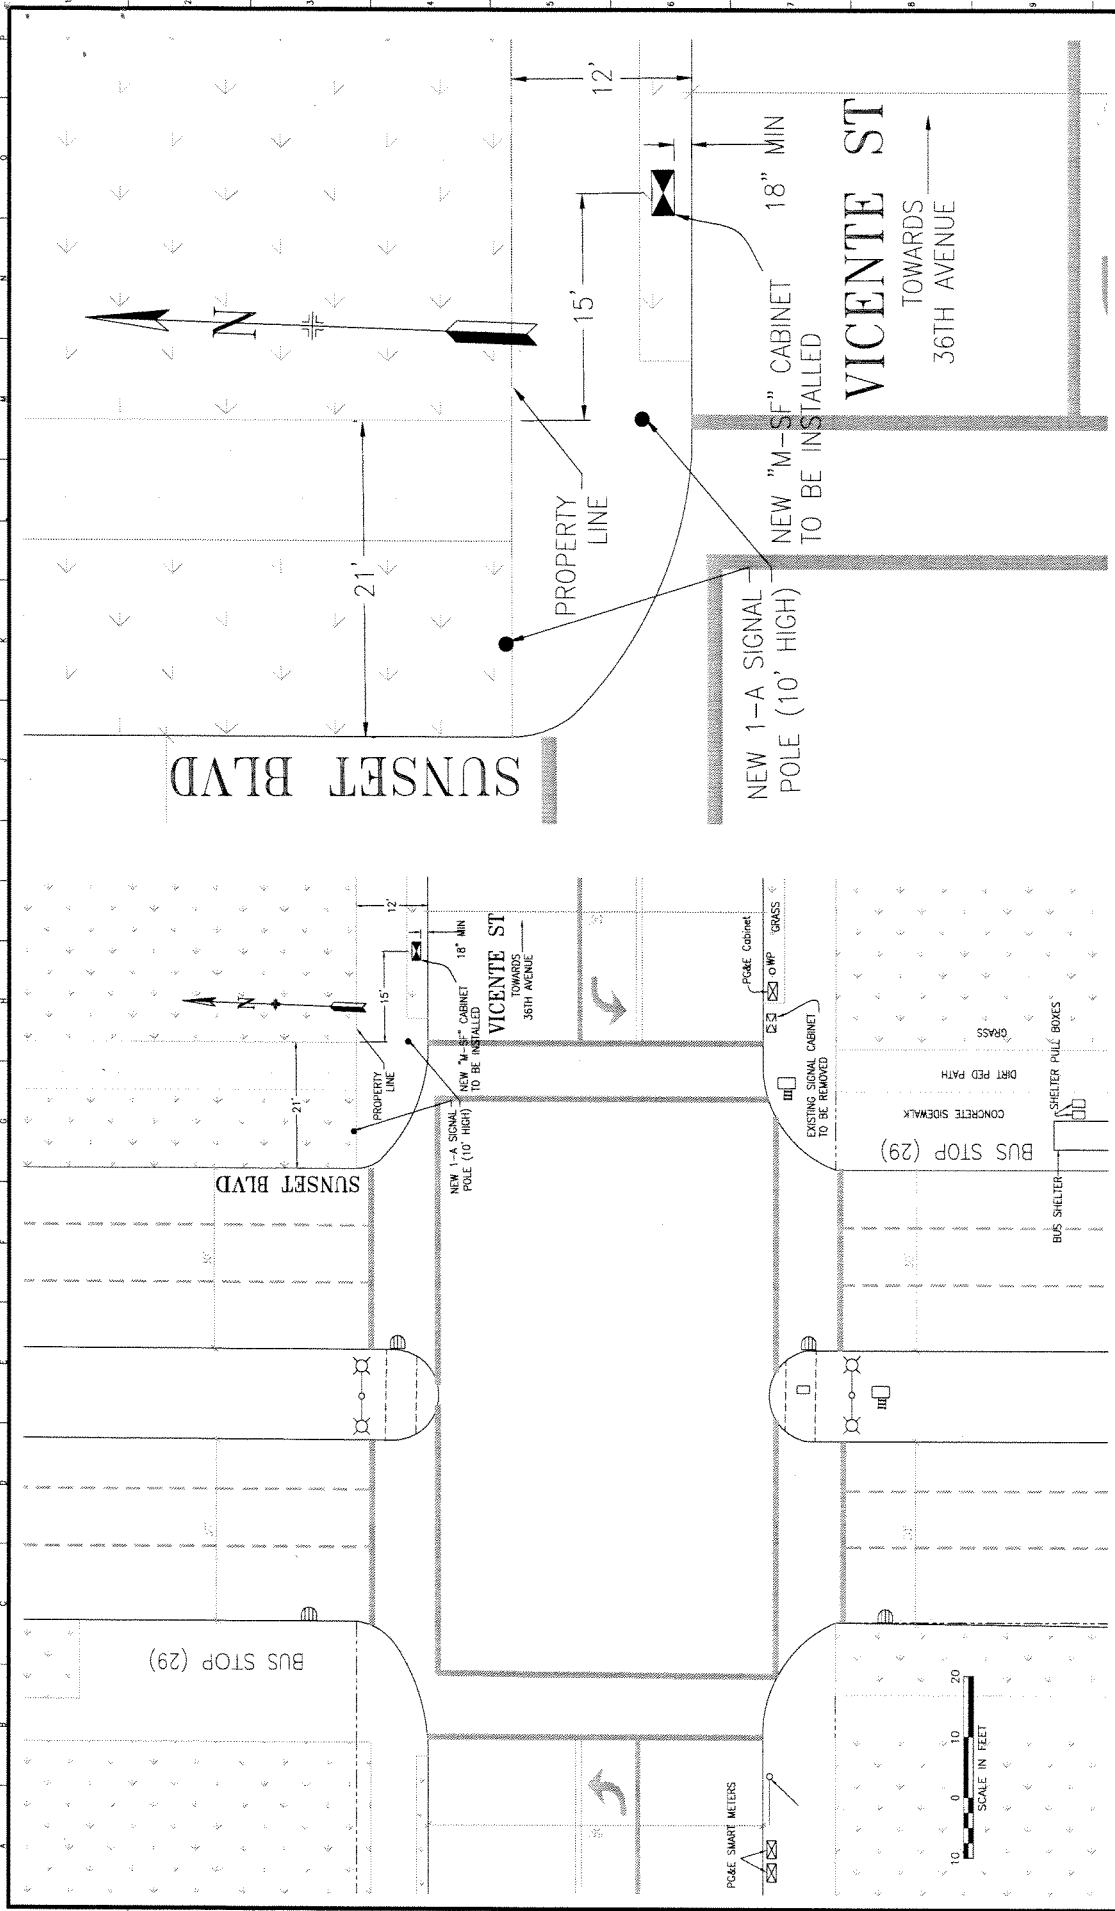 12'
18" MIN
15'
N
VICENTE ST
TOWARDS
36TH AVENUE
NEW "M-SF" CABINET
TO BE INSTALLED
PROPERTY
LINE
21'
NEW 1-A SIGNAL
POLE (10' HIGH)
SUNSET BLVD
12'
18" MIN
15'
N
VICENTE ST
TOWARDS
36TH AVENUE
NEW "M-SF" CABINET
TO BE INSTALLED
PROPERTY
LINE
21'
NEW 1-A SIGNAL
POLE (10' HIGH)
SUNSET BLVD
PG&E Cabinet
WP
GRASS
EXISTING SIGNAL CABINET
TO BE REMOVED
GRASS
DIRT PED PATH
CONCRETE SIDEWALK
SHELTER PULL BOXES
BUS STOP (29)
BUS SHELTER
BUS STOP (29)
PG&E SMART METERS
10 0 10 20
SCALE IN FEET